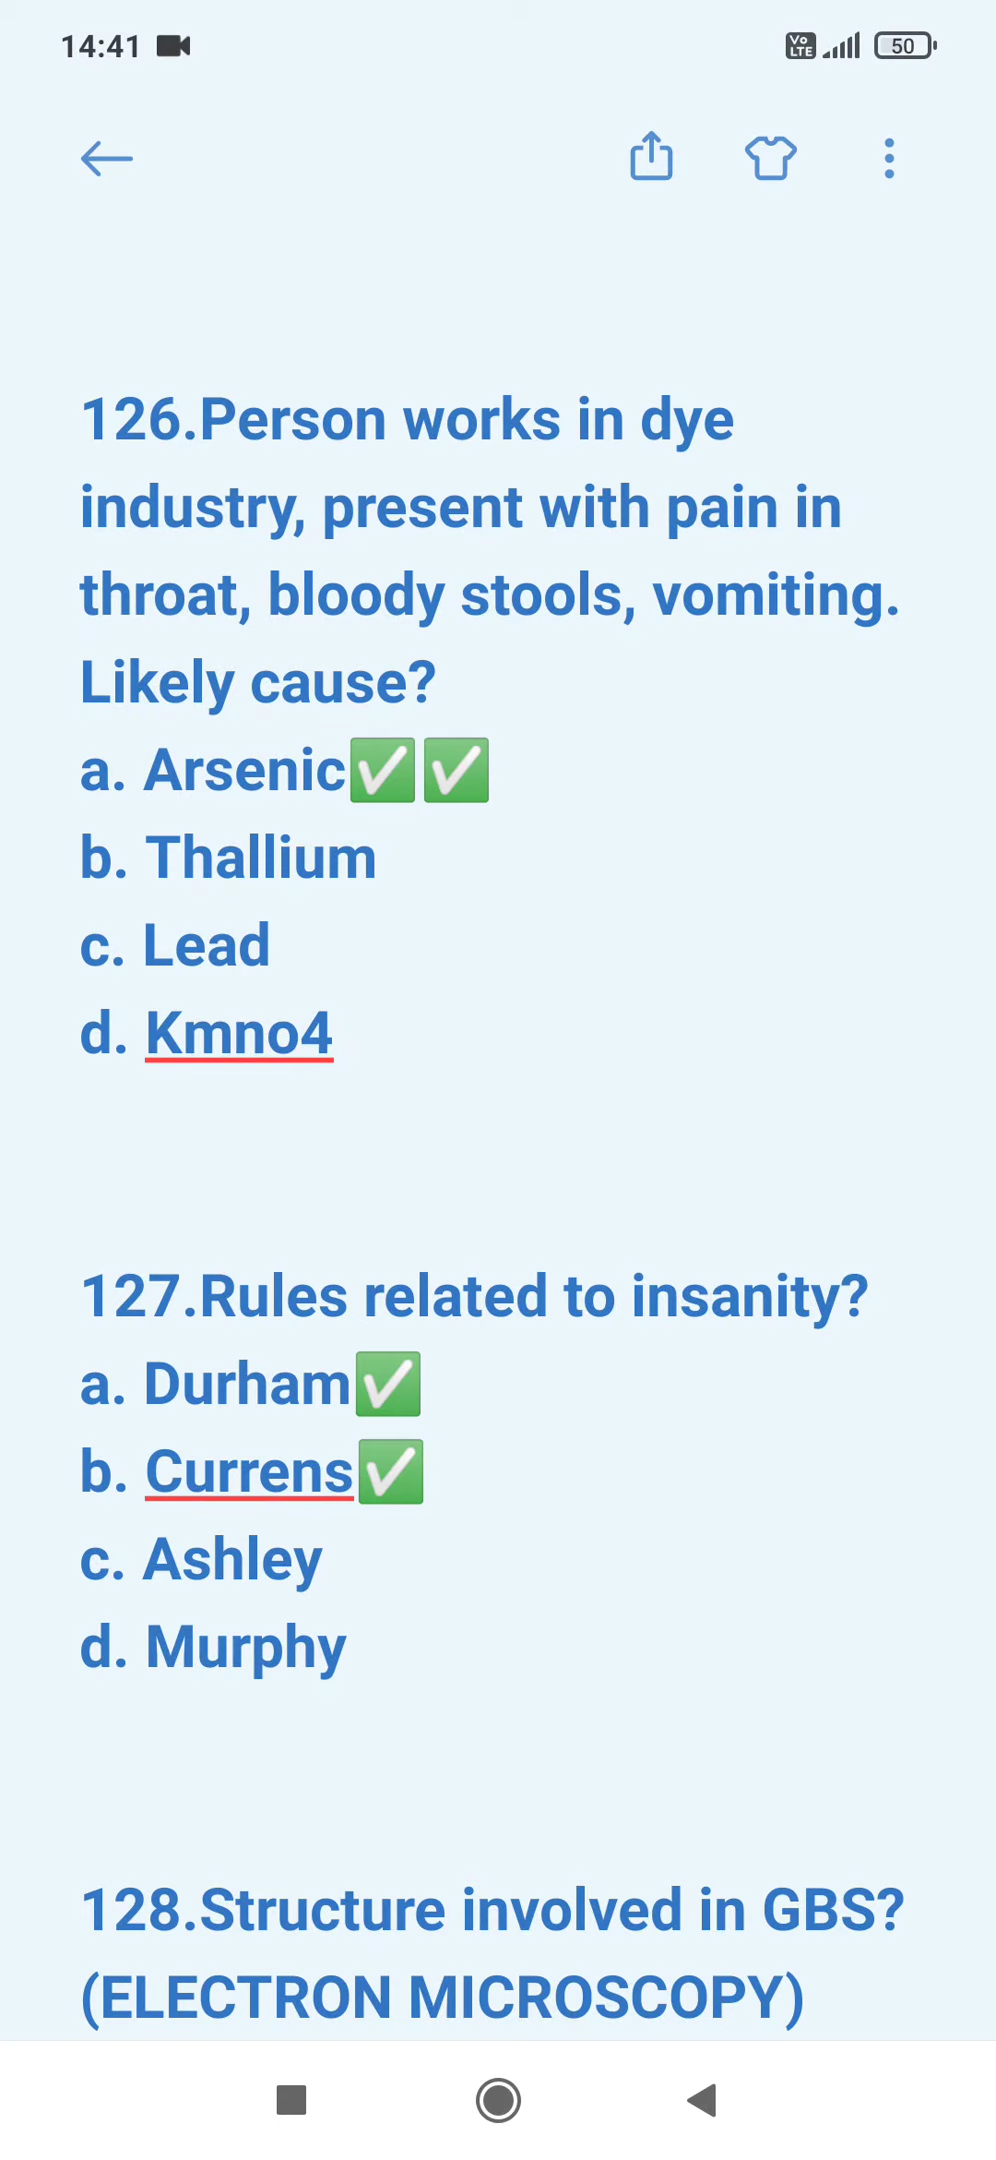 14:41
Vo LTE
50
126.Person works in dye
industry, present with pain in
throat, bloody stools, vomiting.
Likely cause?
a. Arsenic✅✅
b. Thallium
c. Lead
d. Kmno4
127.Rules related to insanity?
a. Durham✅
b. Currens✅
c. Ashley
d. Murphy
128.Structure involved in GBS?
(ELECTRON MICROSCOPY)